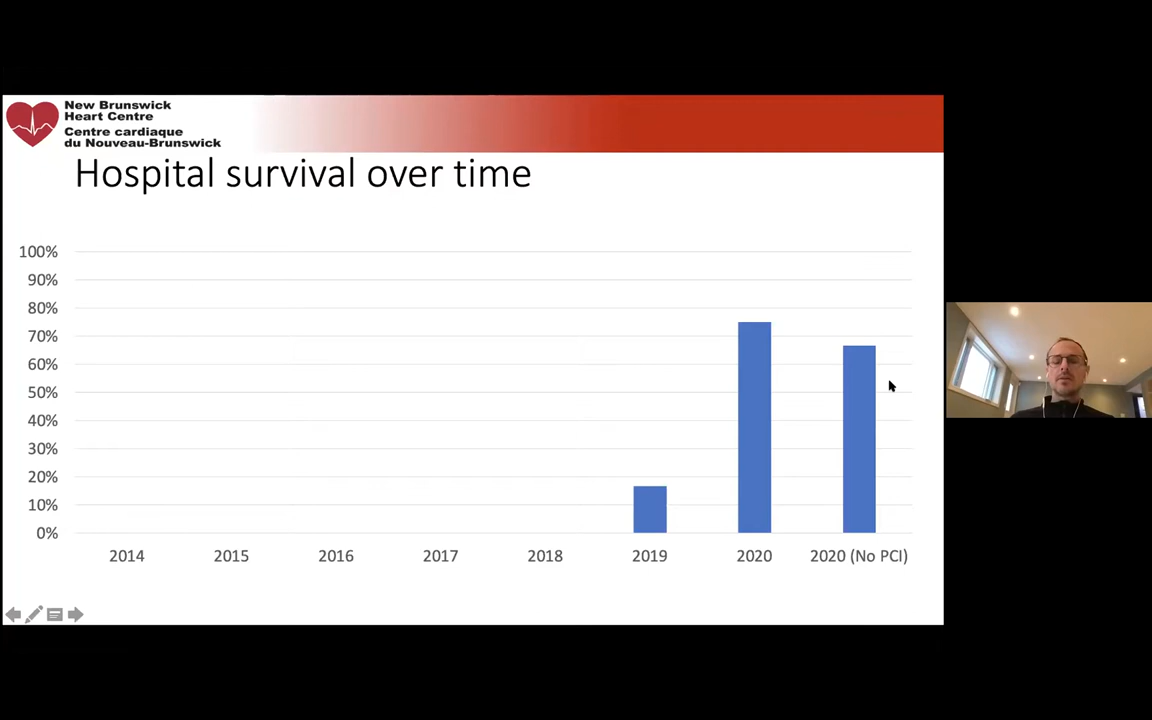 New Brunswick
Heart Centre
Centre cardiaque
du Nouveau-Brunswick
Hospital survival over time
100%
90%
80%
70%
60%
50%
40%
30%
20%
10%
0%
2014 2015 2016 2017 2018 2019 2020 2020 (No PCI)